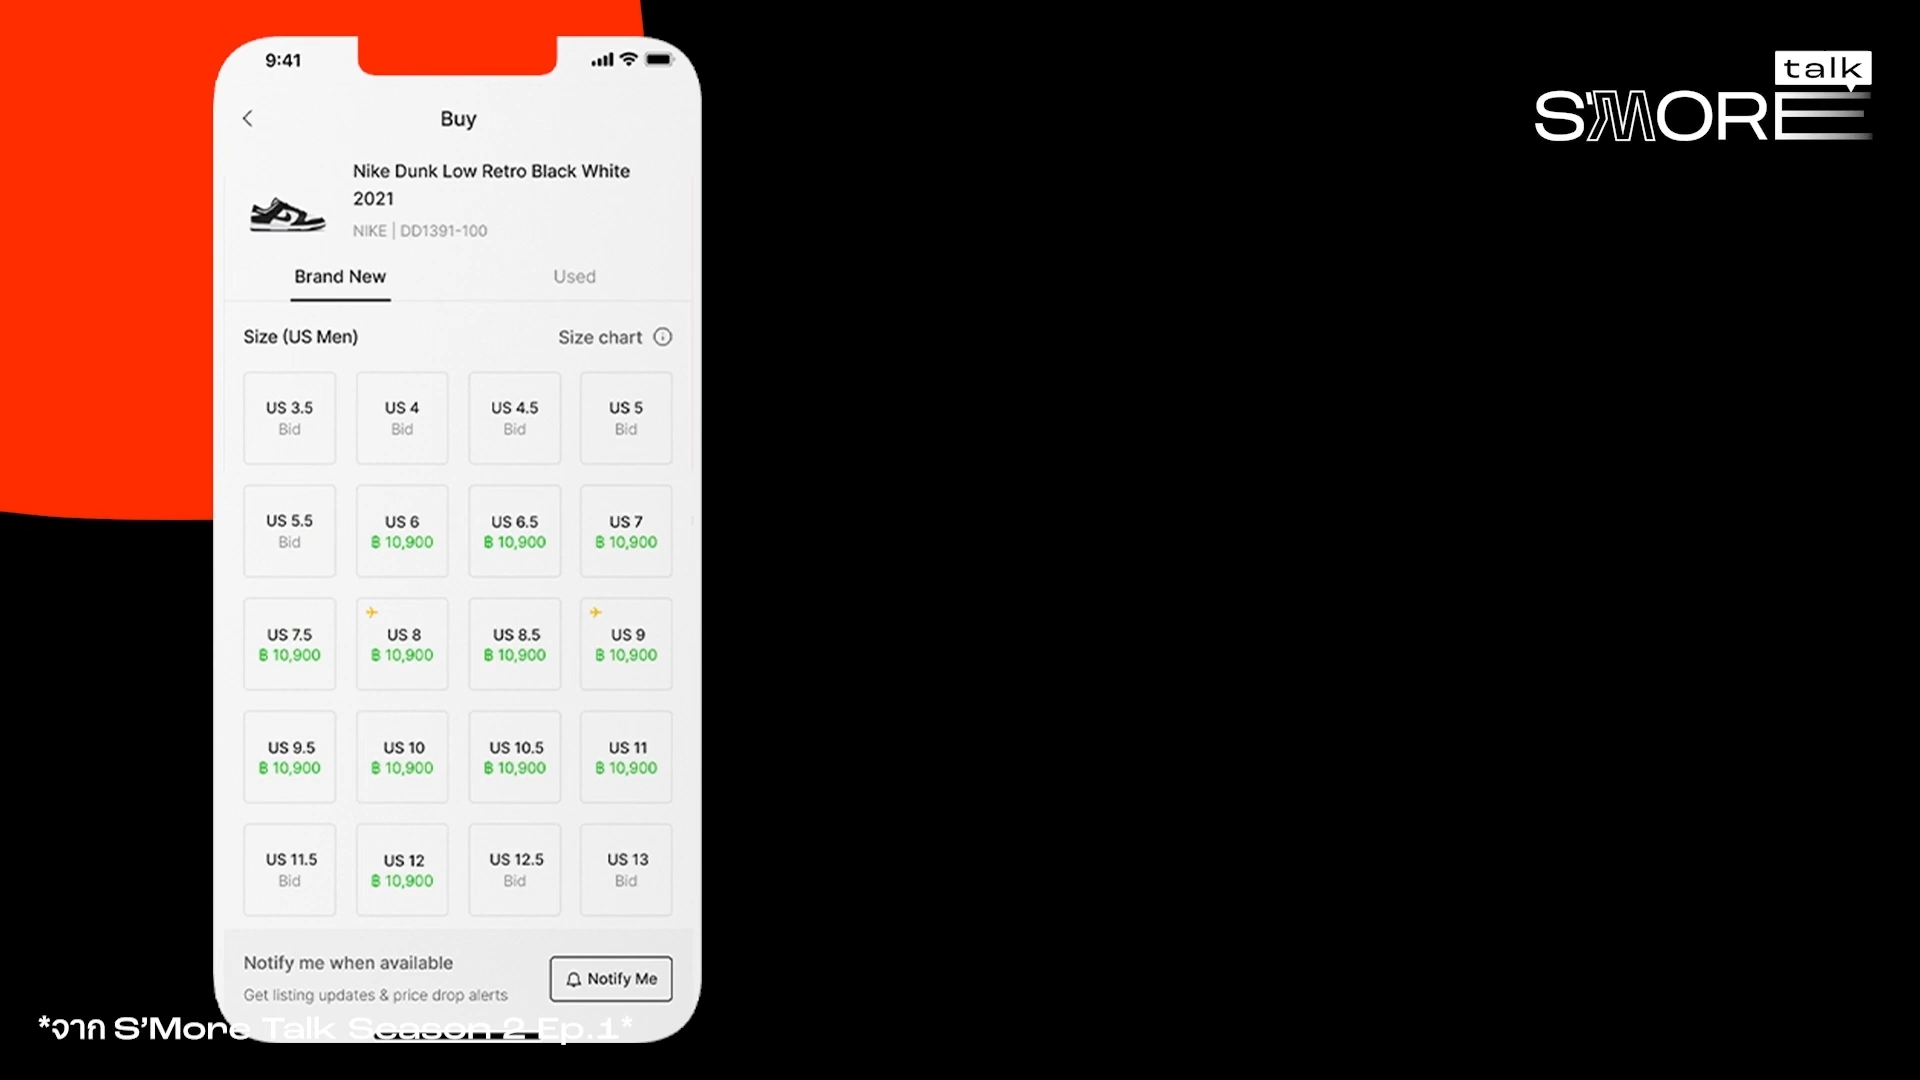 9:41
talk
S'MORE
Buy
Nike Dunk Low Retro Black White
2021
NIKE | DD1391-100
Brand New
Used
Size (US Men)
Size chart
US 3.5
Bid
US 4
Bid
US 4.5
Bid
US 5
Bid
US 5.5
Bid
US 6
฿ 10,900
US 6.5
฿ 10,900
US 7
฿ 10,900
US 7.5
฿ 10,900
US 8
฿ 10,900
US 8.5
฿ 10,900
US 9
฿ 10,900
US 9.5
฿ 10,900
US 10
฿ 10,900
US 10.5
฿ 10,900
US 11
฿ 10,900
US 11.5
Bid
US 12
฿ 10,900
US 12.5
Bid
US 13
Bid
Notify me when available
Get listing updates & price drop alerts
Notify Me
*จาก S'More Talk Season 2 Ep.1*